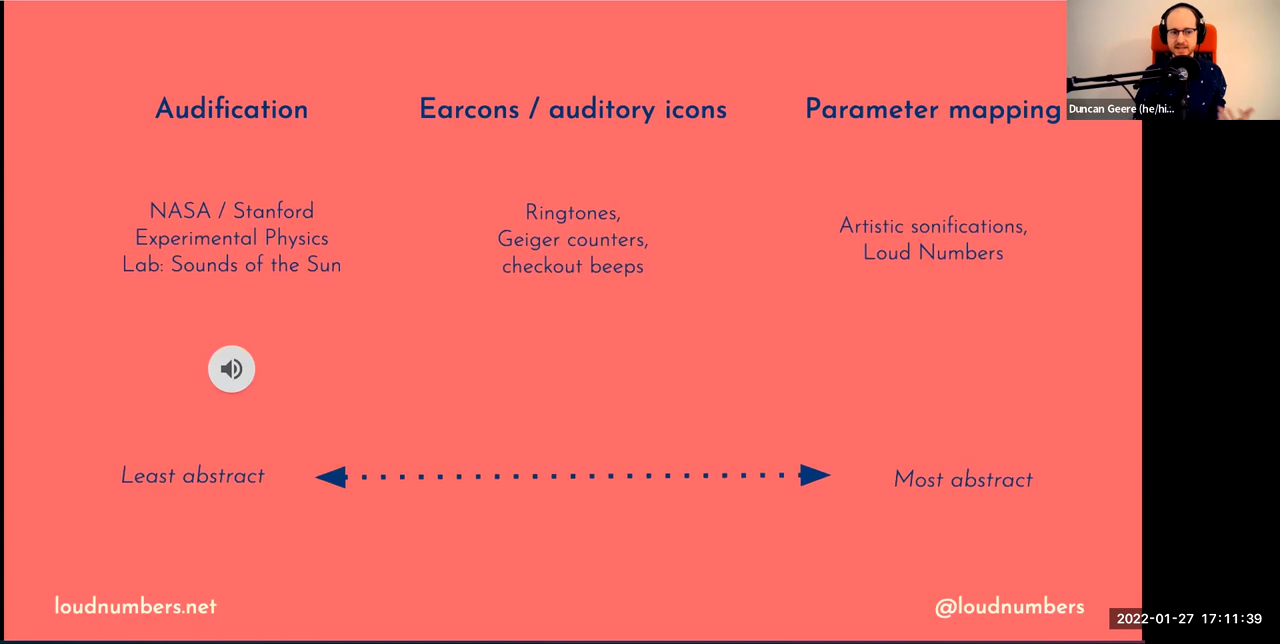 Audification
Earcons / auditory icons
Parameter mapping
Duncan Geere (he/hi...
NASA / Stanford
Experimental Physics
Lab: Sounds of the Sun
Ringtones,
Geiger counters,
checkout beeps
Artistic sonifications,
Loud Numbers
Least abstract
Most abstract
loudnumbers.net
@loudnumbers
2022-01-27 17:11:39